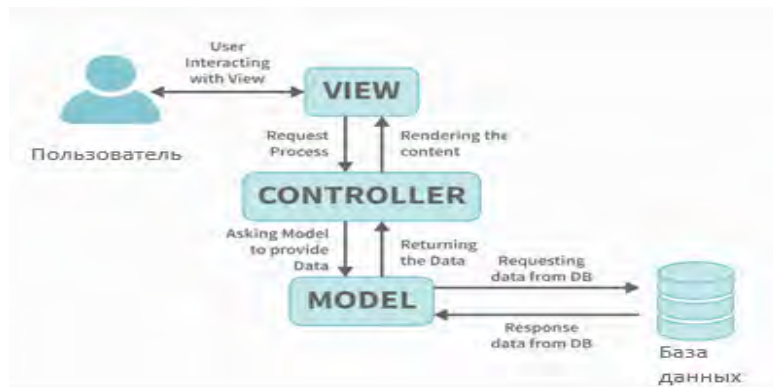 User
Interacting
with View
VIEW
Пользователь
Request
Process
Rendering the
content
CONTROLLER
Asking Model
to provide
Data
Returning
the Data
Requesting
data from DB
MODEL
Response
data from DB
База
данных